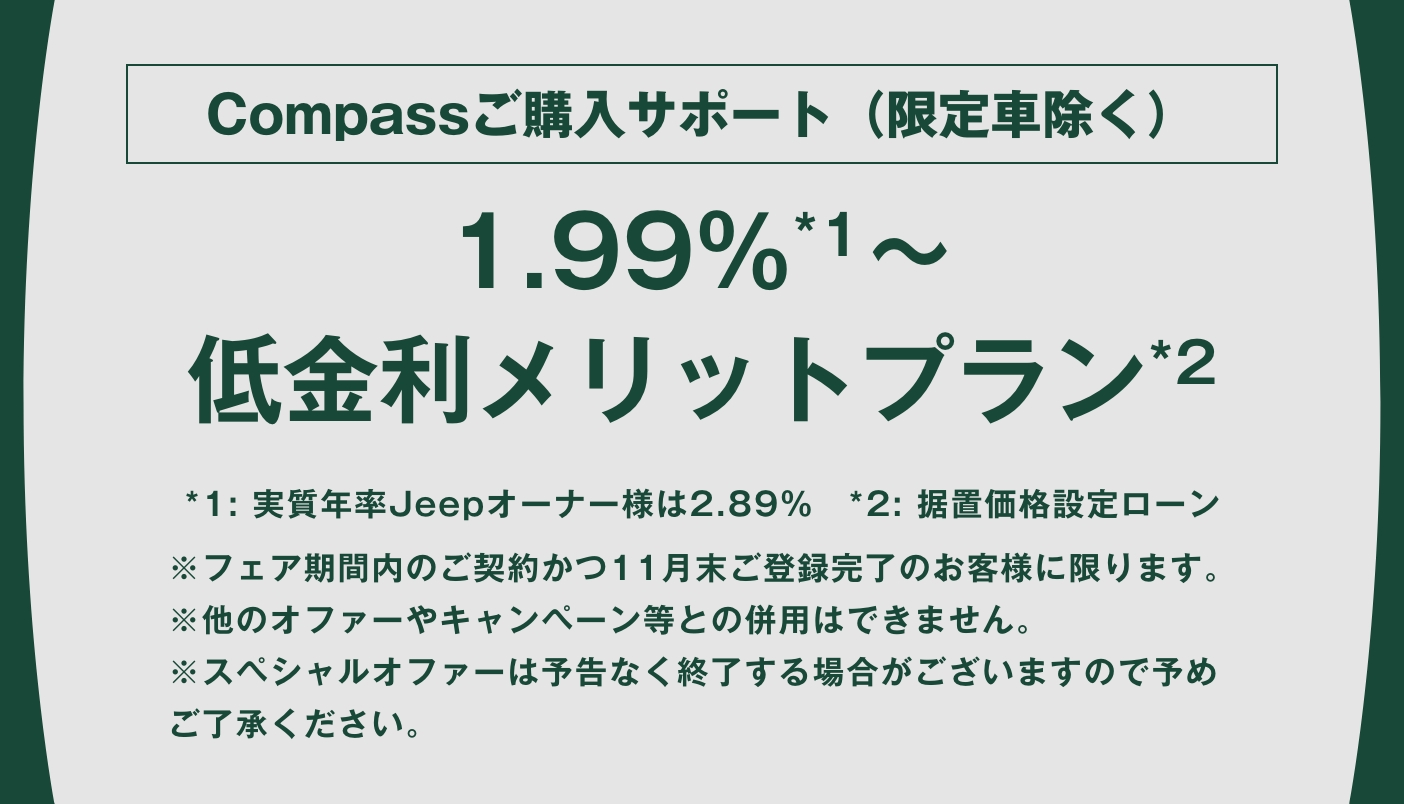 Compassご購入サポート（限定車除く）
1.99%*1〜
低金利メリットプラン*2
*1: 実質年率Jeepオーナー様は2.89%　*2: 据置価格設定ローン
※フェア期間内のご契約かつ11月末ご登録完了のお客様に限ります。
※他のオファーやキャンペーン等との併用はできません。
※スペシャルオファーは予告なく終了する場合がございますので予め
ご了承ください。